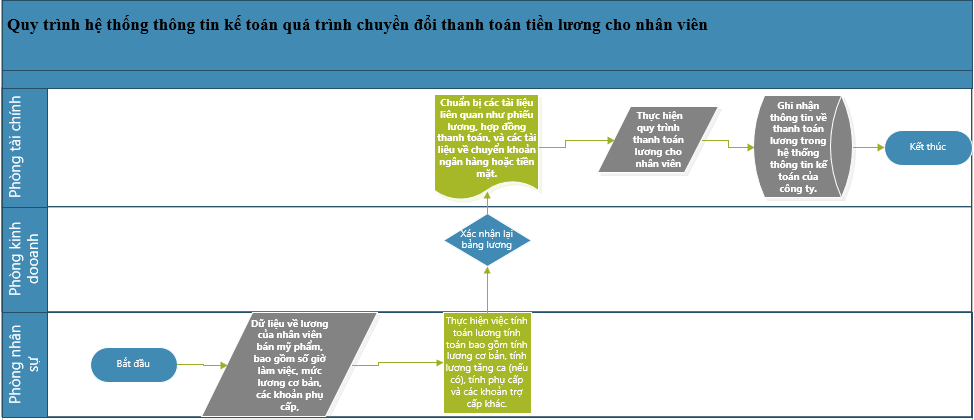 Quy trình hệ thống thông tin kế toán quá trình chuyền đổi thanh toán tiền lương cho nhân viên
Phòng tài chính
Chuẩn bị các tài liệu
liên quan như phiếu
lương, hợp đồng
thanh toán, và các tài
liệu về chuyển khoản
ngân hàng hoặc tiền
mặt.
Thực hiện
quy trình
thanh toán
lương cho
nhân viên
Ghi nhận
thông tin về
thanh toán
lương trong
hệ thống
thông tin kế
toán của
công ty.
Kết thúc
Phòng kinh
dooanh
Xác nhận lại
bảng lương
Phòng nhân
sự
Bắt đầu
Dữ liệu về lương
của nhân viên
bán mỹ phẩm,
bao gồm số giờ
làm việc, mức
lương cơ bản,
các khoản phụ
cấp,
Thực hiện việc tính
toán lương tính
toán bao gồm tính
lương cơ bản, tính
lương tăng ca (nếu
có), tính phụ cấp
và các khoản trợ
cấp khác.